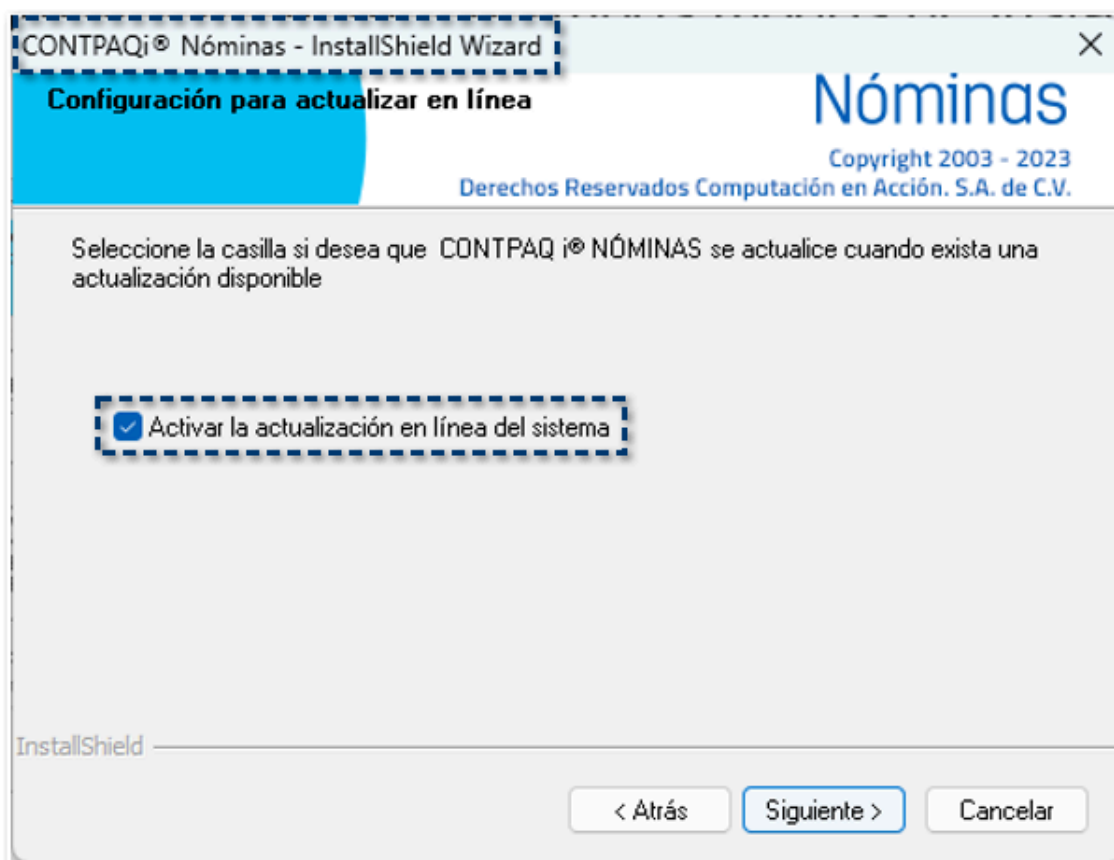 CONTPAQi® Nóminas - InstallShield Wizard
Configuración para actualizar en línea
Nóminas
Copyright 2003 - 2023
Derechos Reservados Computación en Acción. S.A. de C.V.
Seleccione la casilla si desea que CONTPAQ i® NÓMINAS se actualice cuando exista una
actualización disponible
Activar la actualización en línea del sistema
InstallShield
< Atrás
Siguiente >
Cancelar